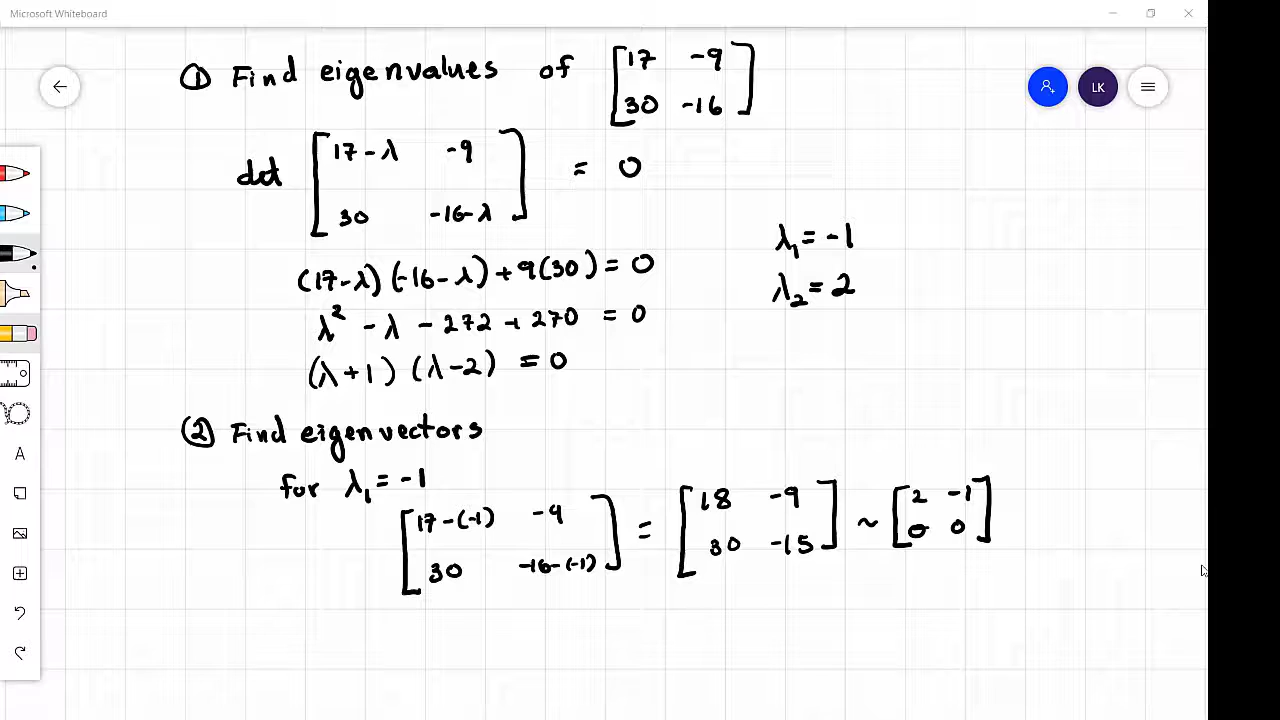 Microsoft Whiteboard
LK
① Find eigenvalues of [17 -9
30 -16]
det [17-λ -9
30 -16-λ] = 0
(17-λ)(-16-λ)+9(30)=0
λ² - λ - 272 + 270 = 0
(λ+1)(λ-2) = 0
λ₁ = -1
λ₂ = 2
② Find eigenvectors
for λ₁ = -1
[17-(-1) -9
30 -16-(-1)] = [18 -9
30 -15] ~ [2 -1
0 0]
A